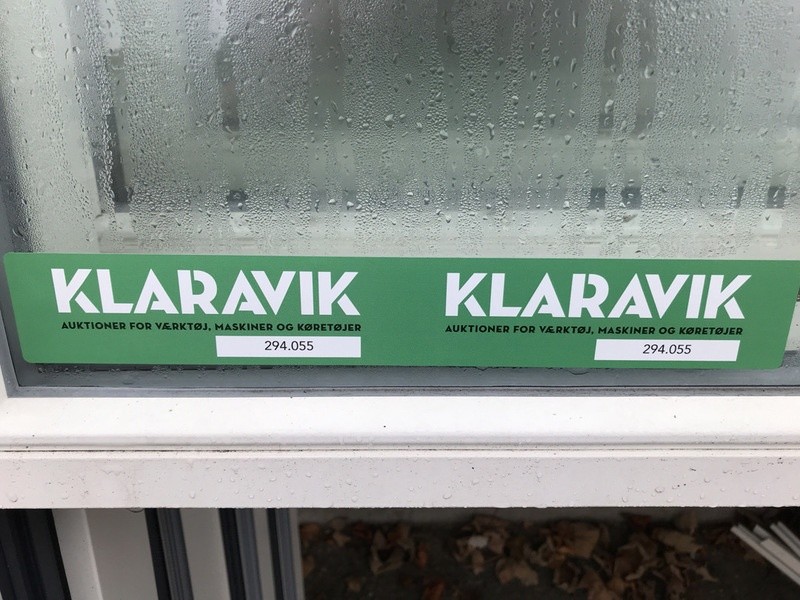 KLARAVIK
AUKTIONER FOR VÆRKTØJ, MASKINER OG KØRETØJER
294.055
KLARAVIK
AUKTIONER FOR VÆRKTØJ, MASKINER OG KØRETØJER
294.055